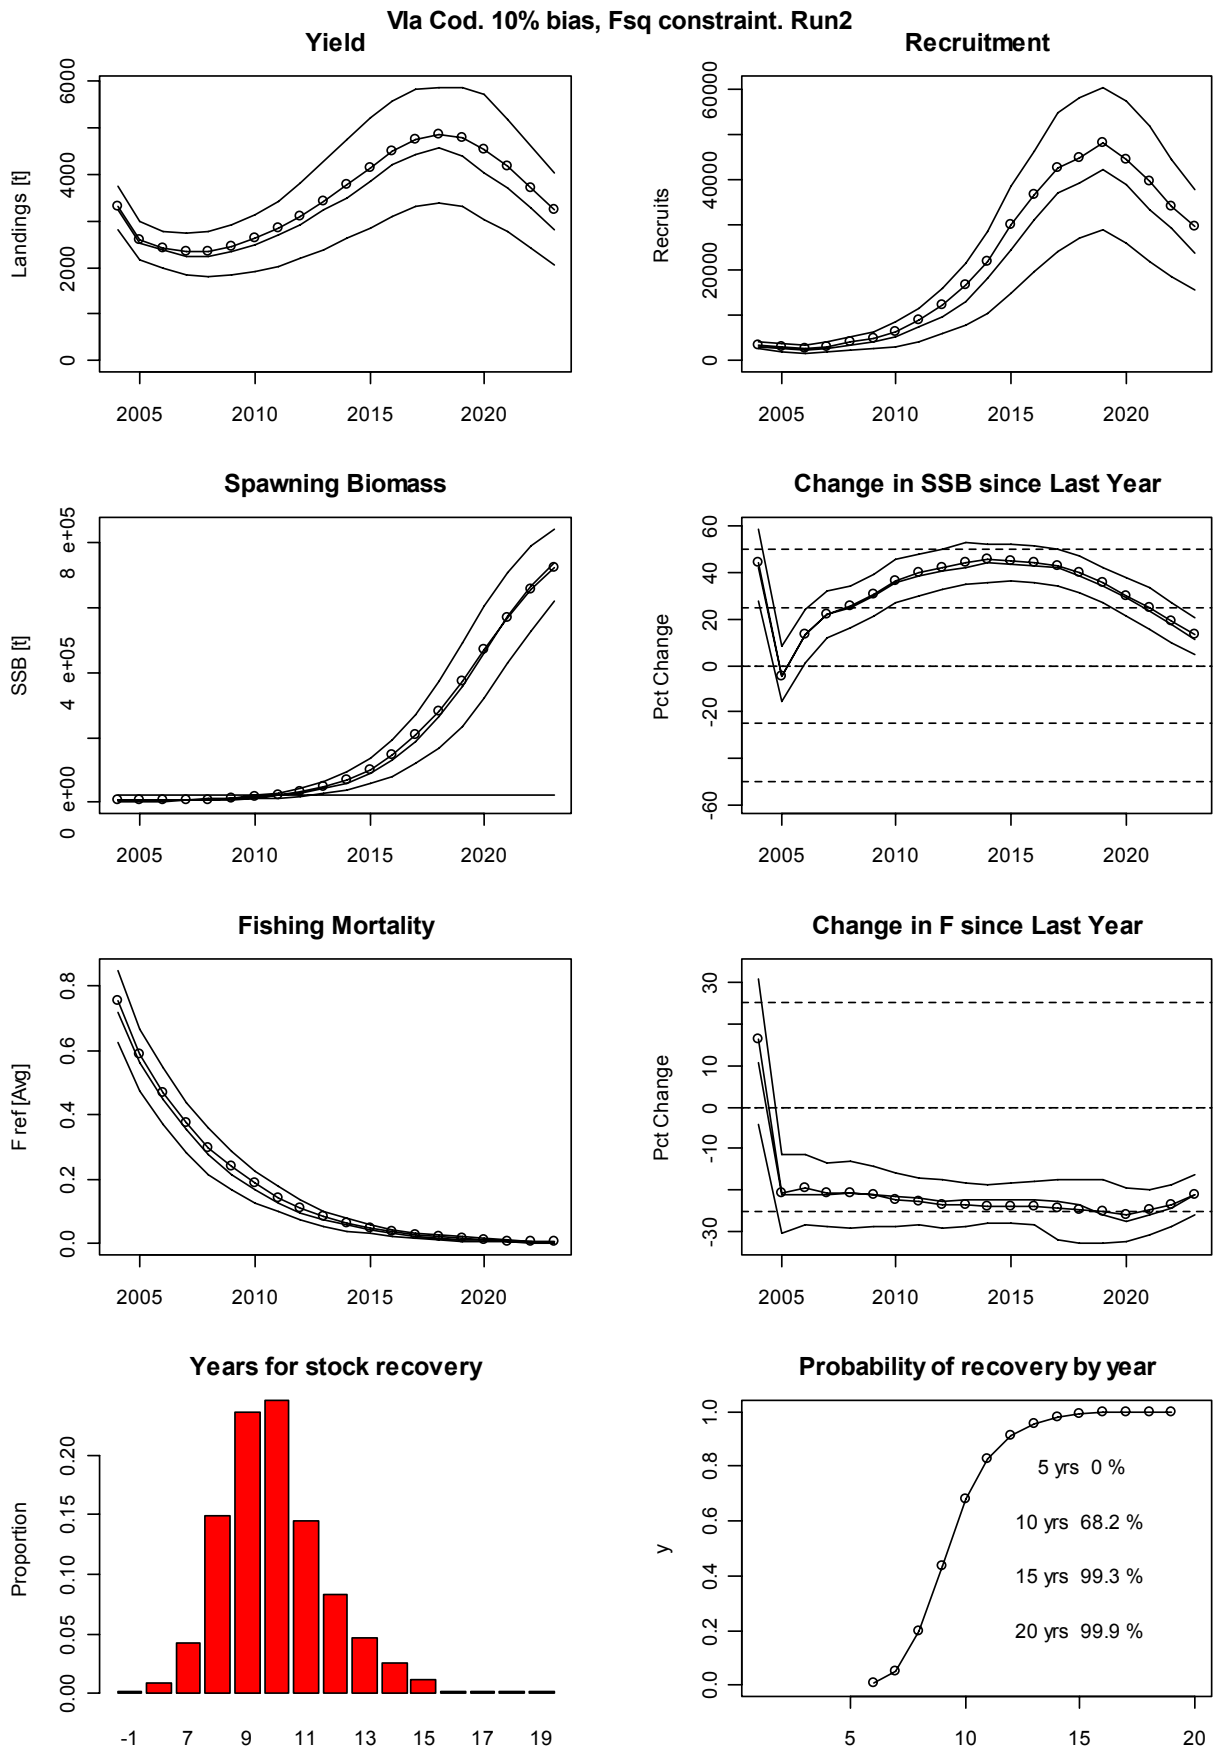 VIa Cod. 10% bias, Fsq constraint. Run2
Yield
Landings [t]
6000
4000
2000
0
2005 2010 2015 2020
Recruitment
Recruits
60000
40000
20000
0
2005 2010 2015 2020
Spawning Biomass
SSB [t]
8 e+05
4 e+05
0 e+00
2005 2010 2015 2020
Change in SSB since Last Year
Pct Change
60
40
20
0
-20
-60
2005 2010 2015 2020
Fishing Mortality
F ref [Avg]
0.8
0.6
0.4
0.2
0.0
2005 2010 2015 2020
Change in F since Last Year
Pct Change
30
10
0
-10
-30
2005 2010 2015 2020
Years for stock recovery
Proportion
0.20
0.15
0.10
0.05
0.00
-1 7 9 11 13 15 17 19
Probability of recovery by year
y
1.0
0.8
0.6
0.4
0.2
0.0
5 yrs 0 %
10 yrs 68.2 %
15 yrs 99.3 %
20 yrs 99.9 %
5 10 15 20